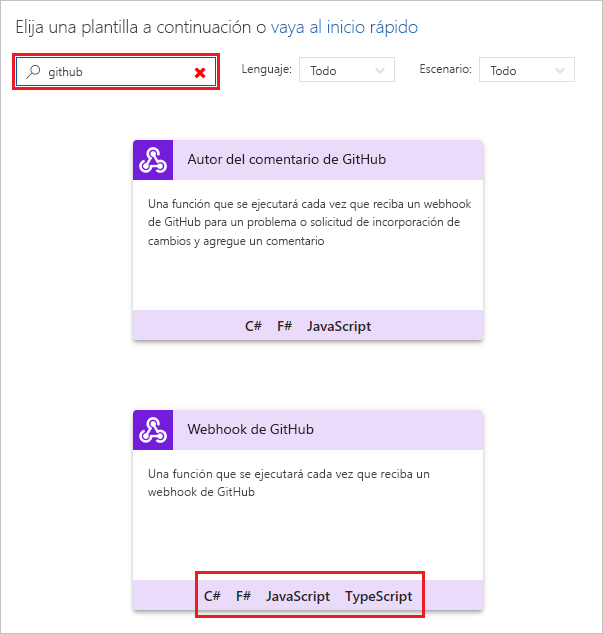 Elija una plantilla a continuación o vaya al inicio rápido
github Lenguaje: Todo Escenario: Todo
Autor del comentario de GitHub
Una función que se ejecutará cada vez que reciba un webhook
de GitHub para un problema o solicitud de incorporación de
cambios y agregue un comentario
C# F# JavaScript
Webhook de GitHub
Una función que se ejecutará cada vez que reciba un
webhook de GitHub
C# F# JavaScript TypeScript